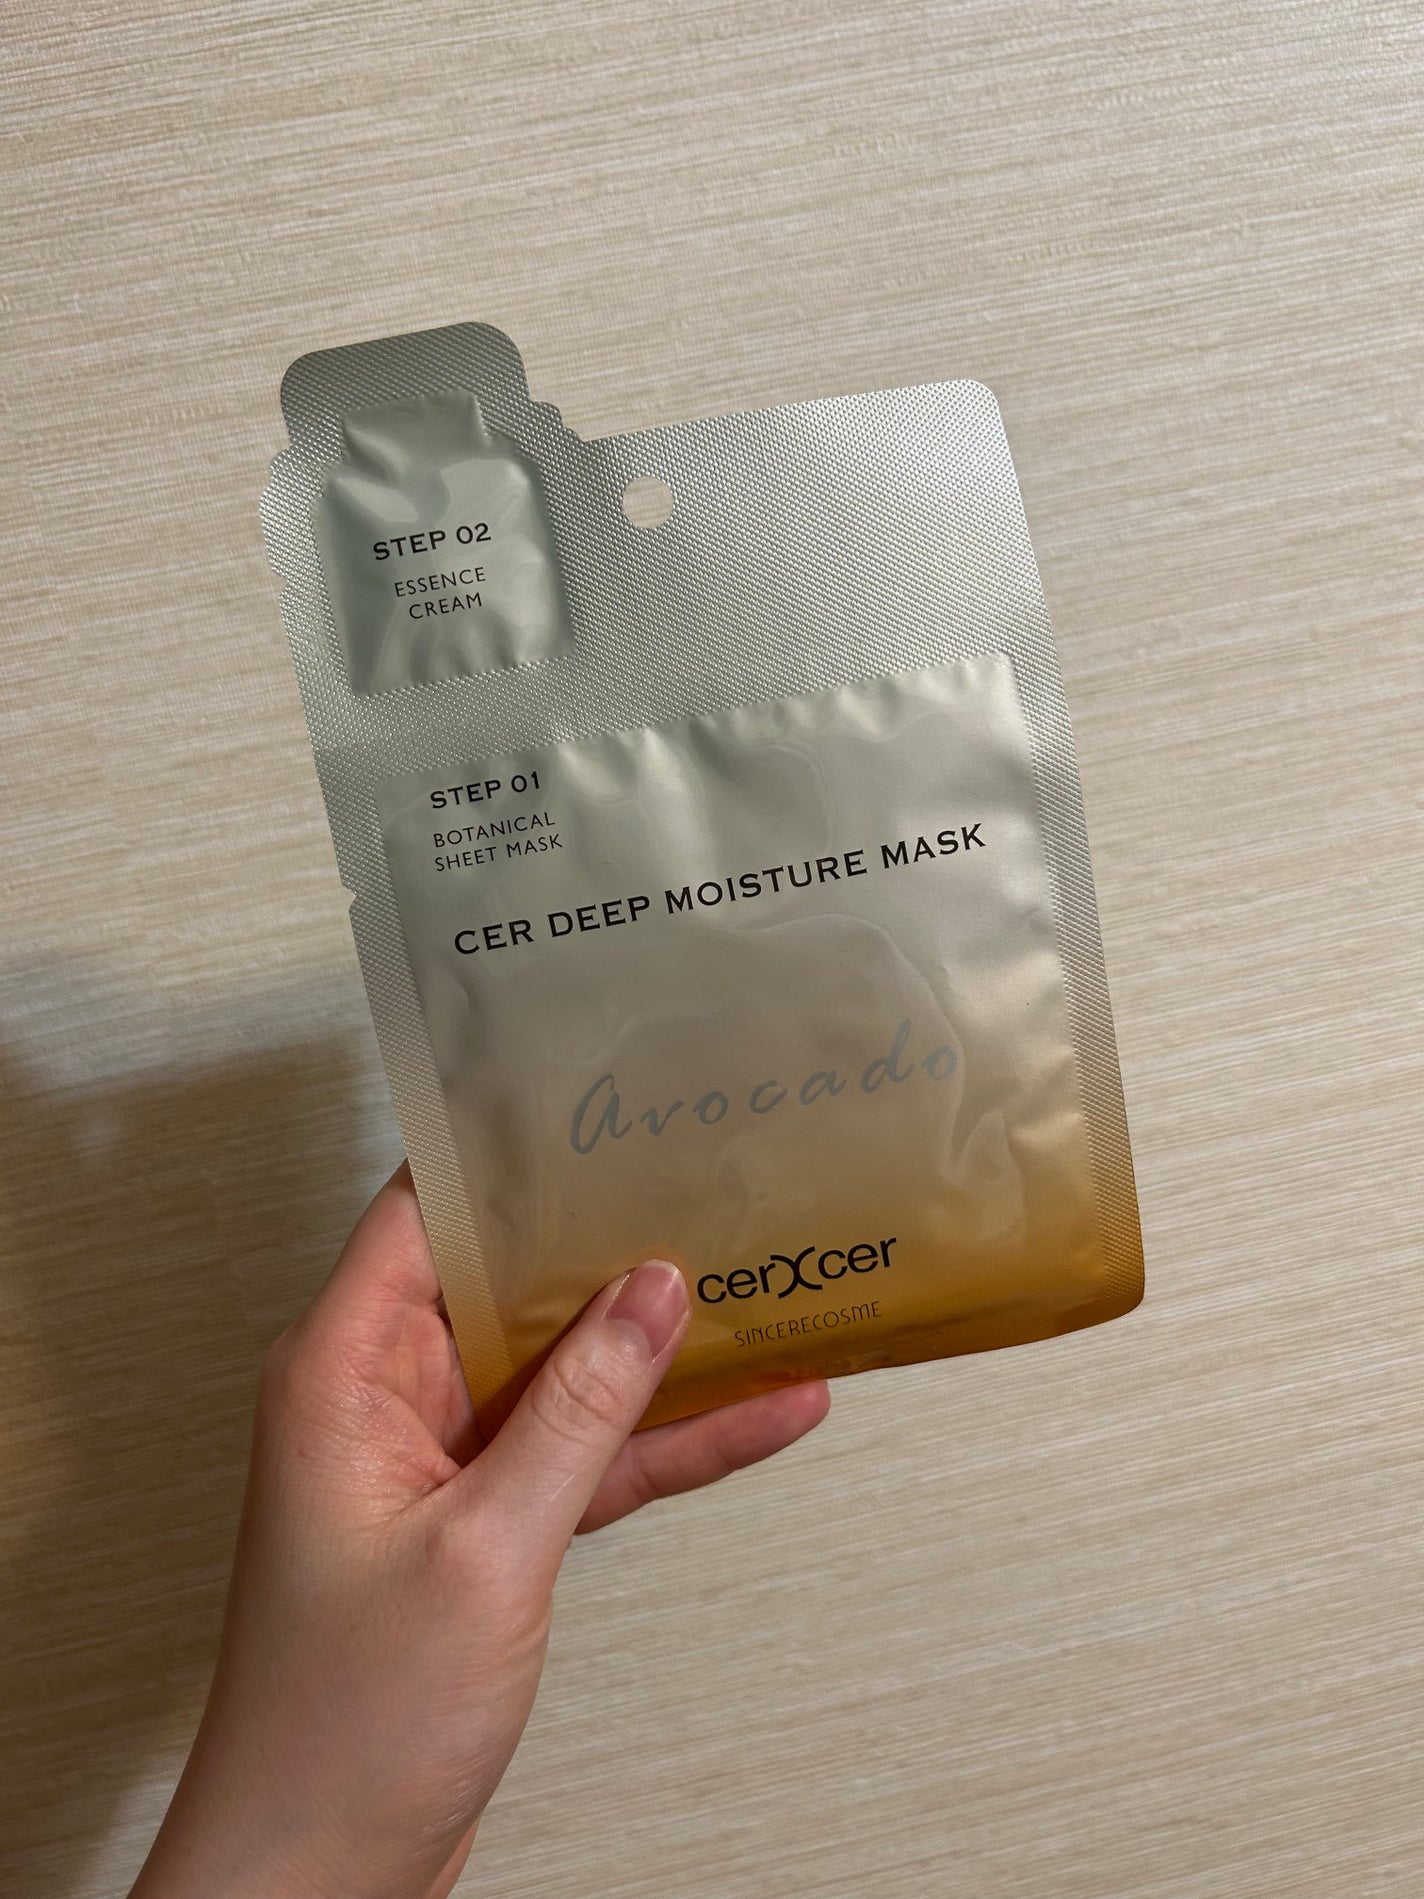 STEP 02
ESSENCE
CREAM
STEP 01
BOTANICAL
SHEET MASK
CER DEEP MOISTURE MASK
Avocado
cerXcer
SINCERECOSME